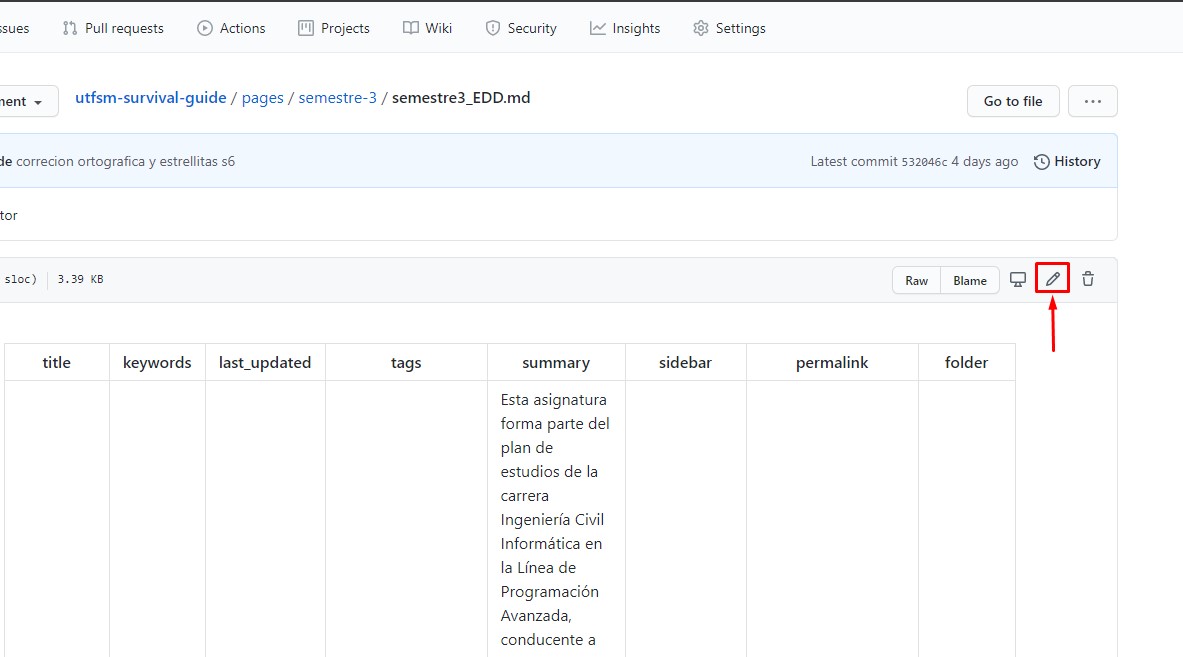 ssues Pull requests Actions Projects Wiki Security Insights Settings
nent utfsm-survival-guide / pages / semestre-3 / semestre3_EDD.md Go to file ...
de correcion ortografica y estrellitas s6 Latest commit 532046c 4 days ago History
tor
sloc) 3.39 KB Raw Blame
title keywords last_updated tags summary sidebar permalink folder
Esta asignatura
forma parte del
plan de
estudios de la
carrera
Ingeniería Civil
Informática en
la Línea de
Programación
Avanzada,
conducente a